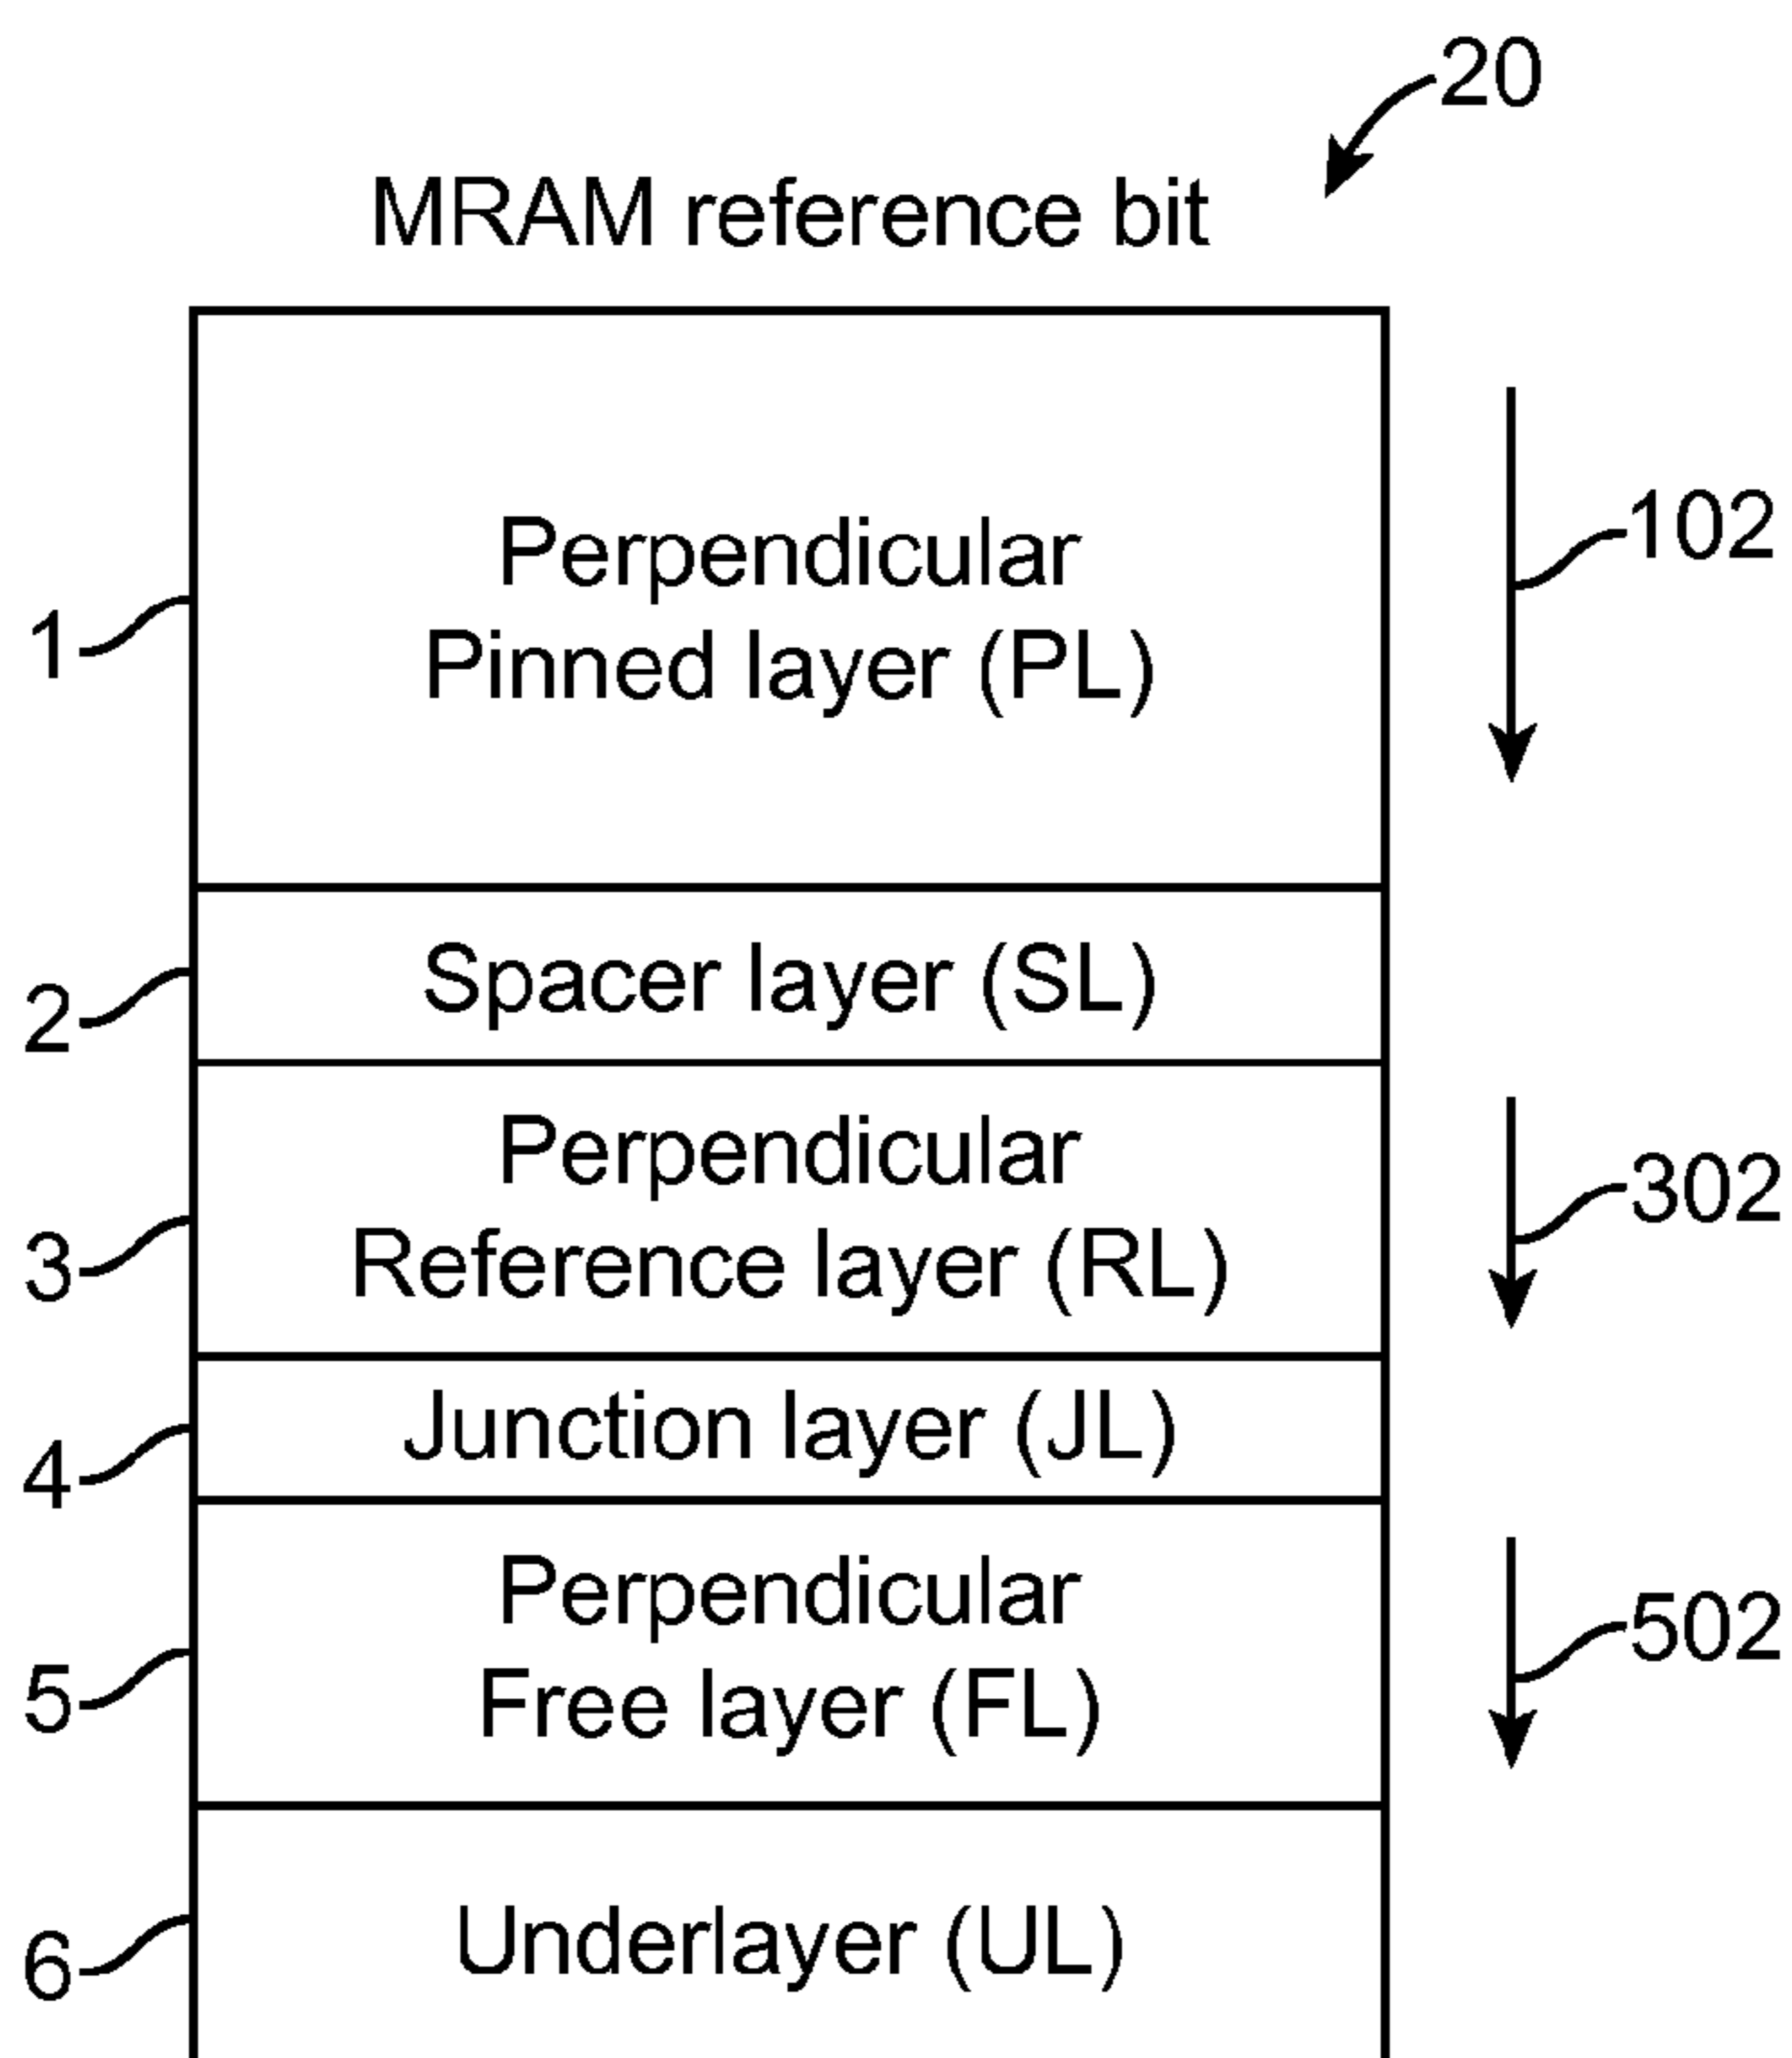 20
MRAM reference bit
Perpendicular
Pinned layer (PL)
1
102
Spacer layer (SL)
2
Perpendicular
Reference layer (RL)
3
302
Junction layer (JL)
4
Perpendicular
Free layer (FL)
5
502
Underlayer (UL)
6